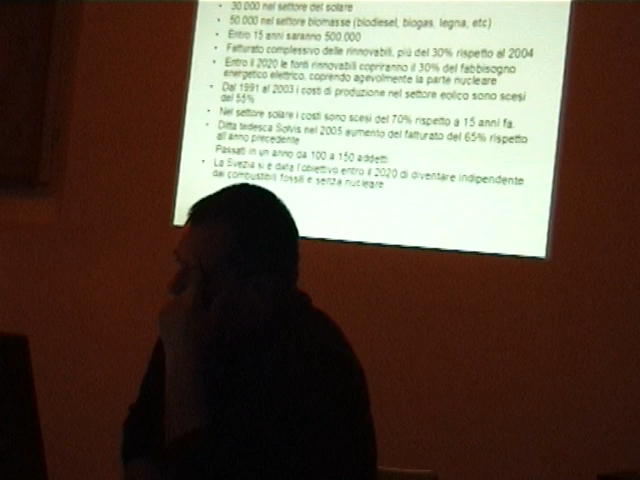 30.000 nel settore del solare
50.000 nel settore biomasse (biodiesel, biogas, legna, etc)
Entro 15 anni saranno 500.000
Fatturato complessivo delle rinnovabili, più del 30% rispetto al 2004
Entro il 2020 le fonti rinnovabili copriranno il 30% del fabbisogno
energetico elettrico, coprendo agevolmente la parte nucleare
Dal 1991 al 2003 i costi di produzione nel settore eolico sono scesi
del 55%
Nel settore solare i costi sono scesi del 70% rispetto a 15 anni fa.
Ditta tedesca Solvis nel 2005 aumento del fatturato del 65% rispetto
all'anno precedente
Passati in un anno da 100 a 150 addetti
La Svezia si è data l'obiettivo entro il 2020 di diventare indipendente
dai combustibili fossili e senza nucleare